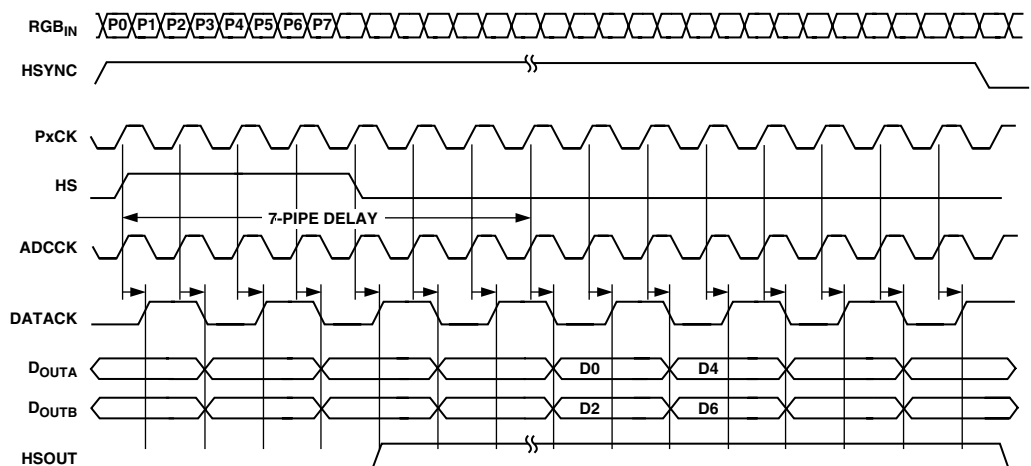 RGBIN P0 P1 P2 P3 P4 P5 P6 P7
HSYNC
PxCK
HS
7-PIPE DELAY
ADCCK
DATACK
DOUTA D0 D4
DOUTB D2 D6
HSOUT